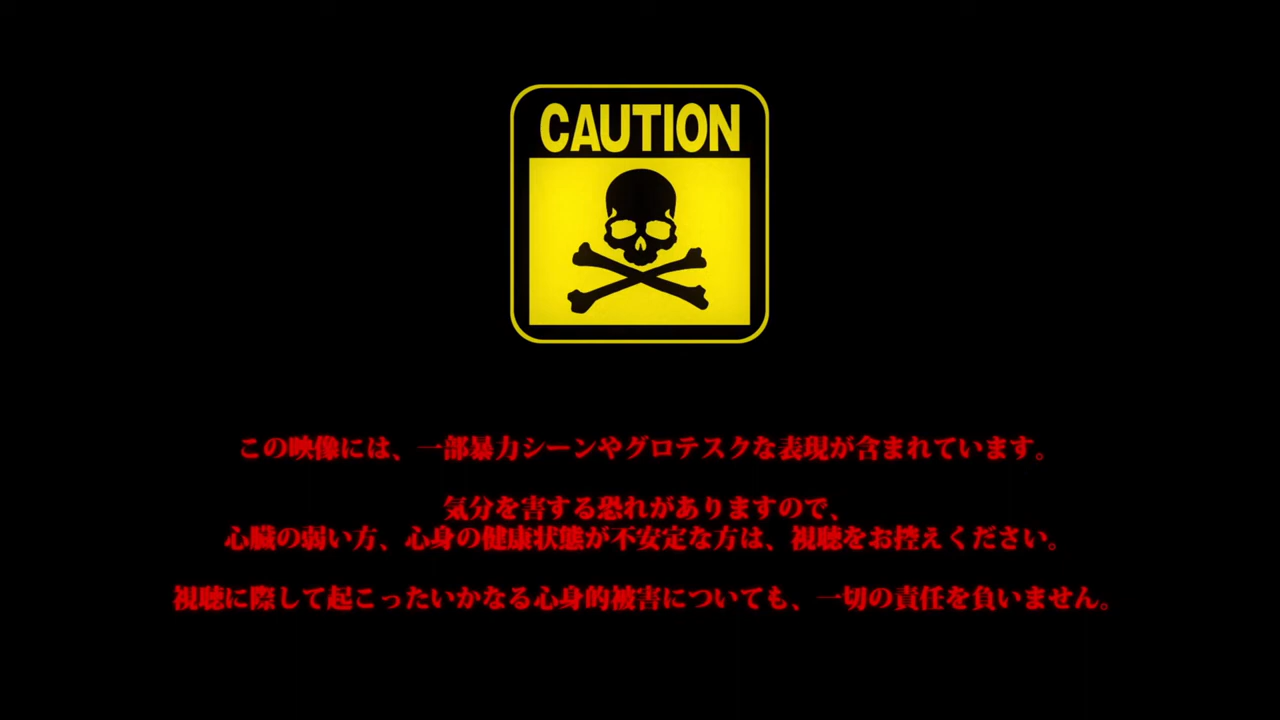 CAUTION
この映像には、一部暴力シーンやグロテスクな表現が含まれています。
気分を害する恐れがありますので、
心臓の弱い方、心身の健康状態が不安定な方は、視聴をお控えください。
視聴に際して起こったいかなる心身的被害についても、一切の責任を負いません。